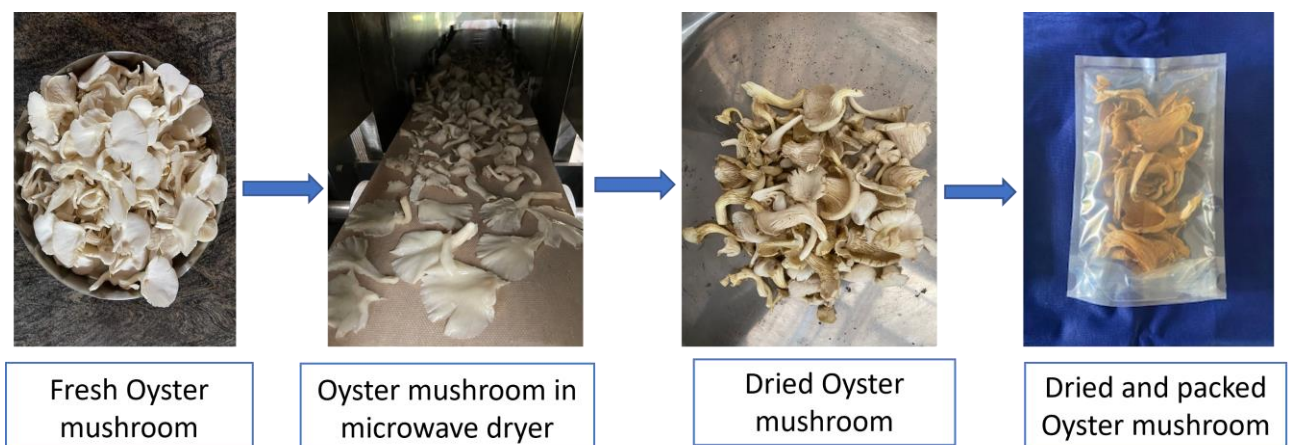 Fresh Oyster
mushroom
Oyster mushroom in
microwave dryer
Dried Oyster
mushroom
Dried and packed
Oyster mushroom